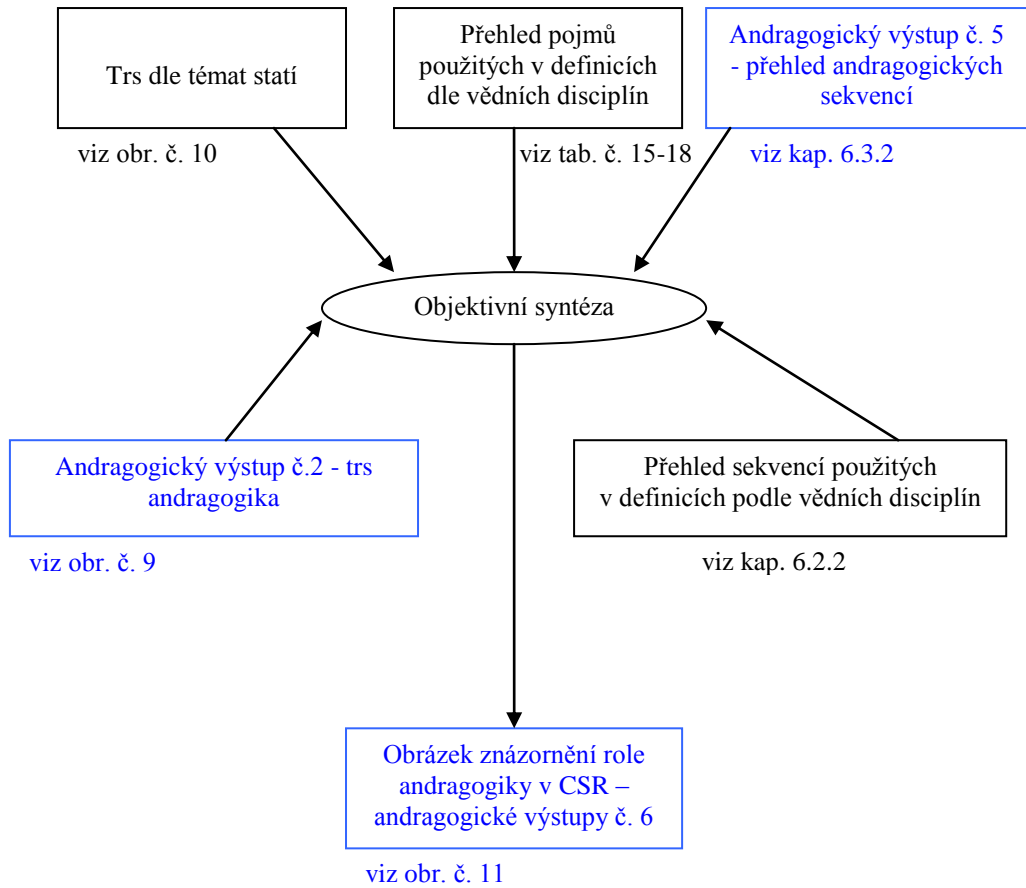 Trs dle témat statí
viz obr. č. 10
Přehled pojmů
použitých v definicích
dle vědních disciplín
viz tab. č. 15-18
Andragogický výstup č. 5
- přehled andragogických
sekvencí
viz kap. 6.3.2
Objektivní syntéza
Andragogický výstup č.2 - trs
andragogika
viz obr. č. 9
Přehled sekvencí použitých
v definicích podle vědních disciplín
viz kap. 6.2.2
Obrázek znázornění role
andragogiky v CSR –
andragogické výstupy č. 6
viz obr. č. 11